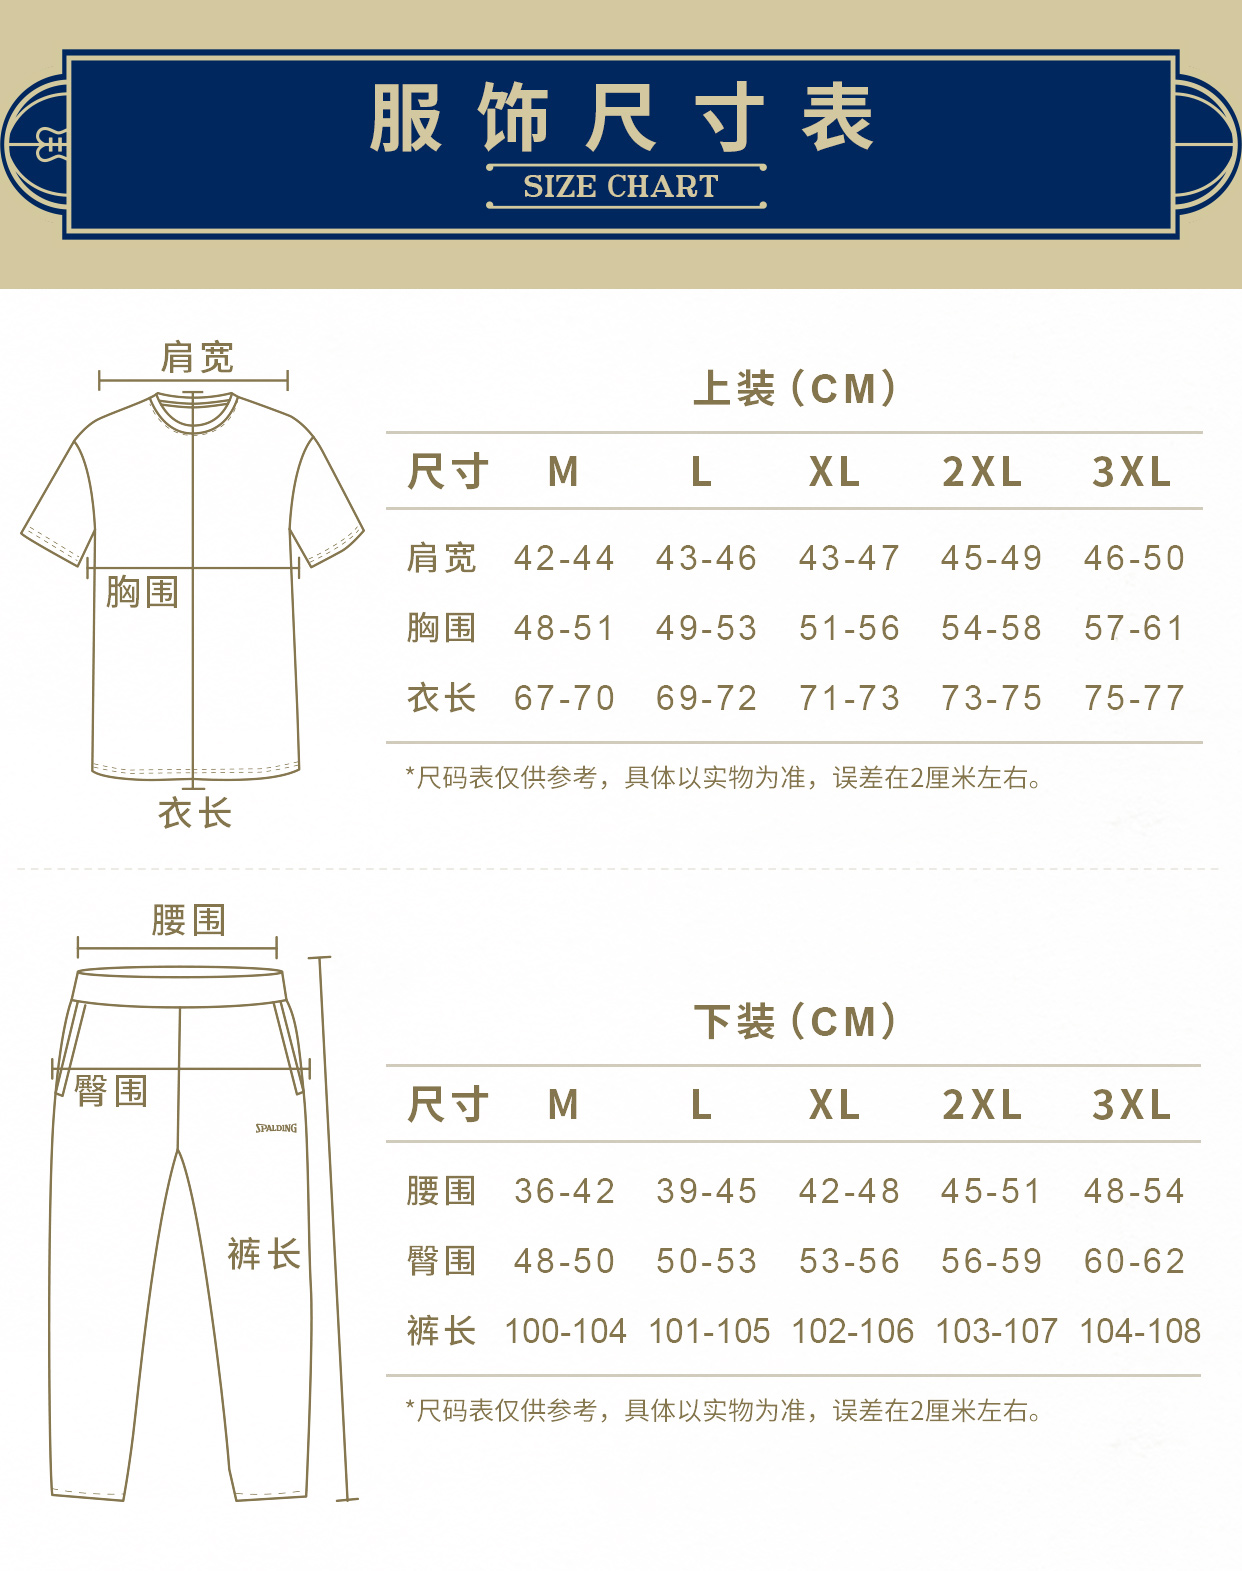 服饰尺寸表
SIZE CHART
肩宽
胸围
衣长
上装（CM）
尺寸 M L XL 2XL 3XL
肩宽 42-44 43-46 43-47 45-49 46-50
胸围 48-51 49-53 51-56 54-58 57-61
衣长 67-70 69-72 71-73 73-75 75-77
*尺码表仅供参考，具体以实物为准，误差在2厘米左右。
腰围
臀围
SPALDING
裤长
下装（CM）
尺寸 M L XL 2XL 3XL
腰围 36-42 39-45 42-48 45-51 48-54
臀围 48-50 50-53 53-56 56-59 60-62
裤长 100-104 101-105 102-106 103-107 104-108
*尺码表仅供参考，具体以实物为准，误差在2厘米左右。